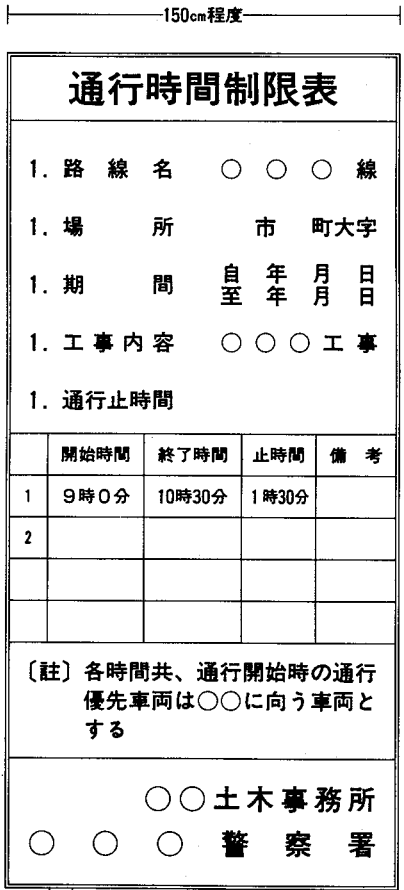 150cm程度
通行時間制限表
1. 路線名 ○○○線
1. 場所 市 町大字
1. 期間 自 年 月 日
至 年 月 日
1. 工事内容 ○○○工事
1. 通行止時間
開始時間 終了時間 止時間 備考
1 9時0分 10時30分 1時30分
2
〔註〕各時間共、通行開始時の通行
優先車両は○○に向う車両と
する
○○土木事務所
○○○警察署